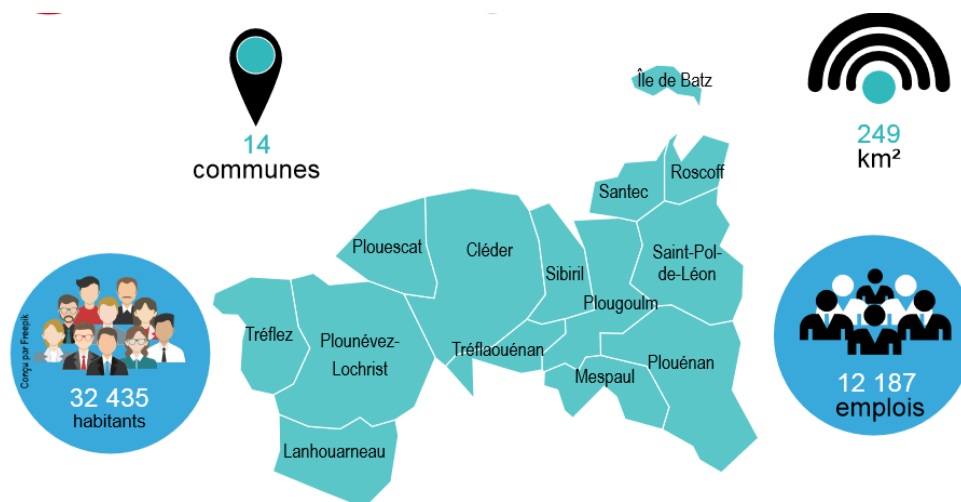 14
communes
249
km²
Île de Batz
Roscoff
Santec
Plouescat
Cléder
Sibiril
Saint-Pol-
de-Léon
Plougoulm
Tréflez
Plounévez-
Lochrist
Tréflaouénan
Mespaul
Plouénan
Lanhouarneau
Conçu par Freepik
32 435
habitants
12 187
emplois